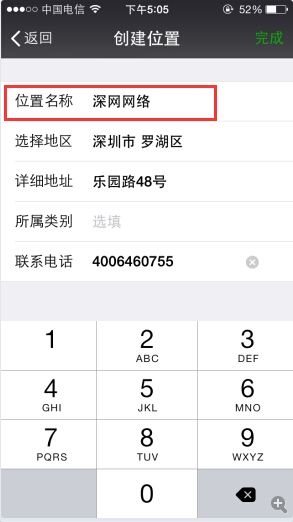 中国电信 下午5:05 52%
返回 创建位置 完成
位置名称 深网网络
选择地区 深圳市 罗湖区
详细地址 乐园路48号
所属类别 选填
联系电话 4006460755
1 2 3
ABC DEF
4 5 6
GHI JKL MNO
7 8 9
PQRS TUV WXYZ
0